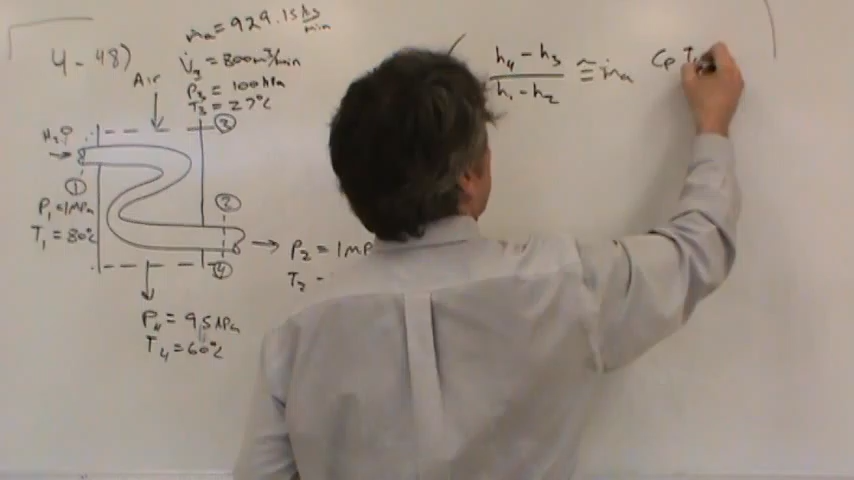 4-48)
ṁa = 929.15 kg/min
V̇3 = 800 m³/min
P3 = 100 kPa
T3 = 27°C
Air
H2O
①
P1 = 1 MPa
T1 = 80°C
③
②
④
P2 = 1 MP
T2 -
P4 = 95 kPa
T4 = 60°C
h4 - h3
h1 - h2
≅ ṁa
Cp T